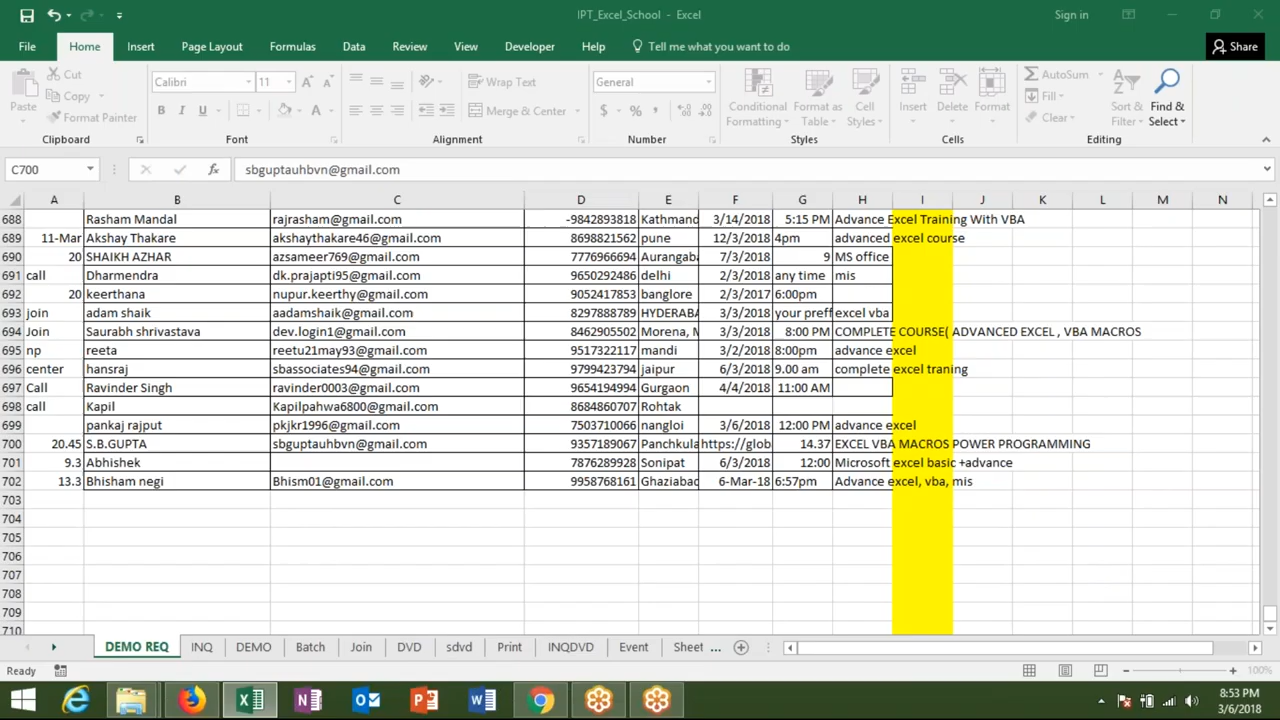 IPT_Excel_School - Excel
Sign in
File Home Insert Page Layout Formulas Data Review View Developer Help Tell me what you want to do Share
Paste Cut Copy Format Painter Clipboard
Calibri 11 B I U A Font
Wrap Text Merge & Center Alignment
General $ % , Number
Conditional Formatting Format as Table Cell Styles Styles
Insert Delete Format Cells
AutoSum Fill Clear Sort & Filter Find & Select Editing
C700 fx sbguptauhbvn@gmail.com
A B C D E F G H I J K L M N
688 Rasham Mandal rajrasham@gmail.com -9842893818 Kathmand 3/14/2018 5:15 PM Advance Excel Training With VBA
689 11-Mar Akshay Thakare akshaythakare46@gmail.com 8698821562 pune 12/3/2018 4pm advanced excel course
690 20 SHAIKH AZHAR azsameer769@gmail.com 7776966694 Aurangaba 7/3/2018 9 MS office
691 call Dharmendra dk.prajapti95@gmail.com 9650292486 delhi 2/3/2018 any time mis
692 20 keerthana nupur.keerthy@gmail.com 9052417853 banglore 2/3/2017 6:00pm
693 join adam shaik aadamshaik@gmail.com 8297888789 HYDERABA 3/3/2018 your preff excel vba
694 Join Saurabh shrivastava dev.login1@gmail.com 8462905502 Morena, M 3/3/2018 8:00 PM COMPLETE COURSE( ADVANCED EXCEL , VBA MACROS
695 np reeta reetu21may93@gmail.com 9517322117 mandi 3/2/2018 8:00pm advance excel
696 center hansraj sbassociates94@gmail.com 9799423794 jaipur 6/3/2018 9.00 am complete excel traning
697 Call Ravinder Singh ravinder0003@gmail.com 9654194994 Gurgaon 4/4/2018 11:00 AM
698 call Kapil Kapilpahwa6800@gmail.com 8684860707 Rohtak
699 pankaj rajput pkjkr1996@gmail.com 7503710066 nangloi 3/6/2018 12:00 PM advance excel
700 20.45 S.B.GUPTA sbguptauhbvn@gmail.com 9357189067 Panchkula https://glob 14.37 EXCEL VBA MACROS POWER PROGRAMMING
701 9.3 Abhishek 7876289928 Sonipat 6/3/2018 12:00 Microsoft excel basic +advance
702 13.3 Bhisham negi Bhism01@gmail.com 9958768161 Ghaziabad 6-Mar-18 6:57pm Advance excel, vba, mis
703
704
705
706
707
708
709
710
DEMO REQ INQ DEMO Batch Join DVD sdvd Print INQDVD Event Sheet ...
Ready 100%
8:53 PM
3/6/2018